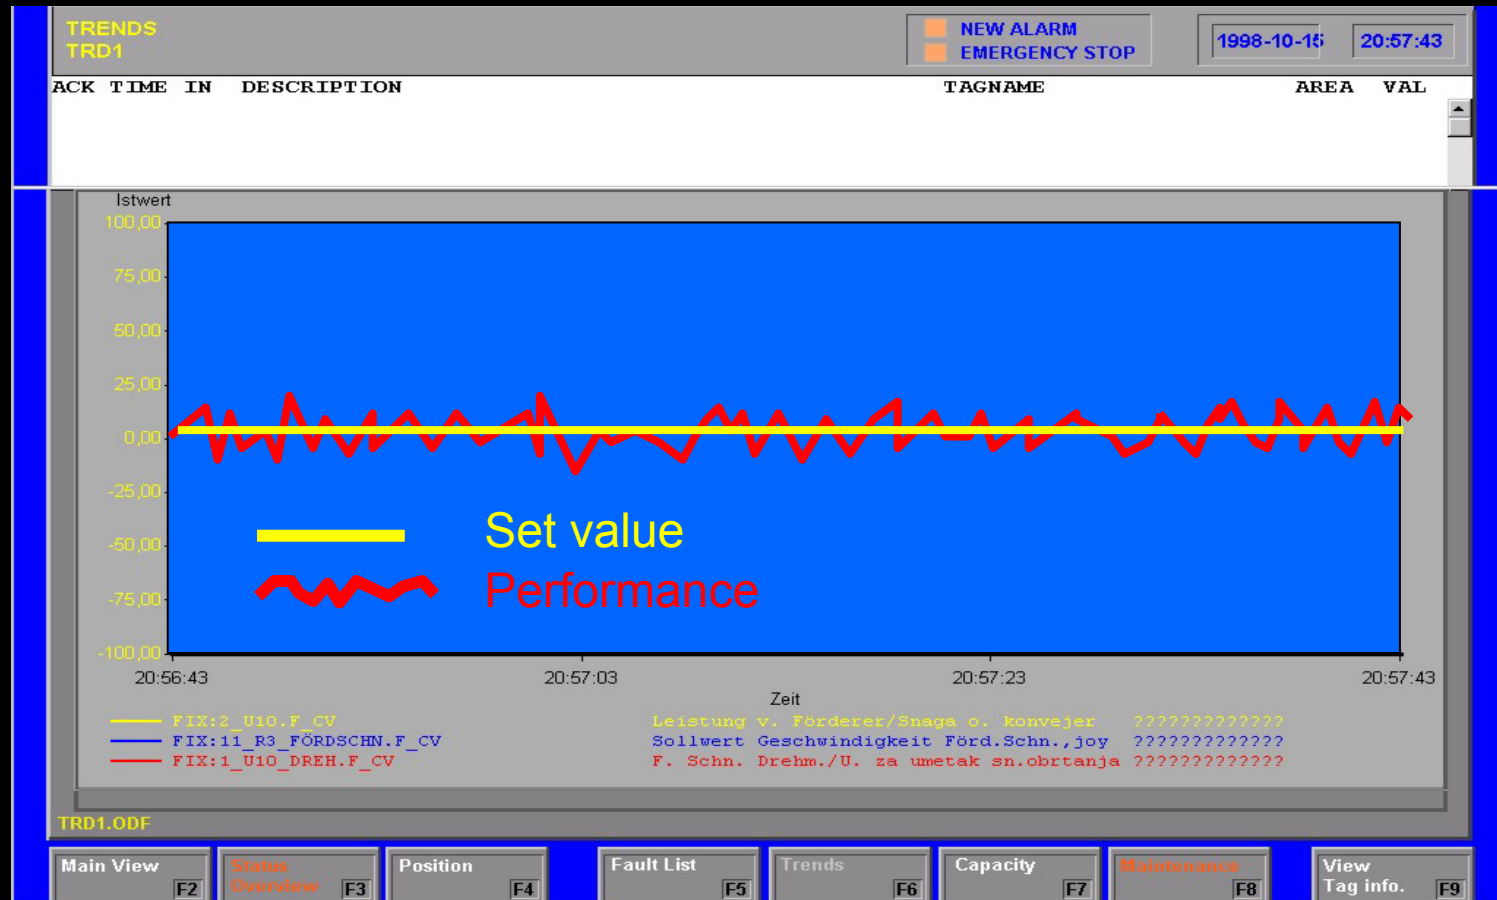 TRENDS
TRD1
NEW ALARM
EMERGENCY STOP
1998-10-15
20:57:43
ACK TIME IN DESCRIPTION TAGNAME AREA VAL
Istwert
100,00
75,00
50,00
25,00
0,00
-25,00
-50,00
-75,00
-100,00
Set value
Performance
20:56:43 20:57:03 20:57:23 20:57:43
Zeit
FIX:2_U10.F_CV Leistung v. Förderer/Snaga o. konvejer ?????????????
FIX:11_R3_FÖRDSCHN.F_CV Sollwert Geschwindigkeit Förd.Schn.,joy ?????????????
FIX:1_U10_DREH.F_CV F. Schn. Drehm./U. za umetak sn.obrtanja ?????????????
TRD1.ODF
Main View F2
Status Overview F3
Position F4
Fault List F5
Trends F6
Capacity F7
Maintenance F8
View Tag info. F9